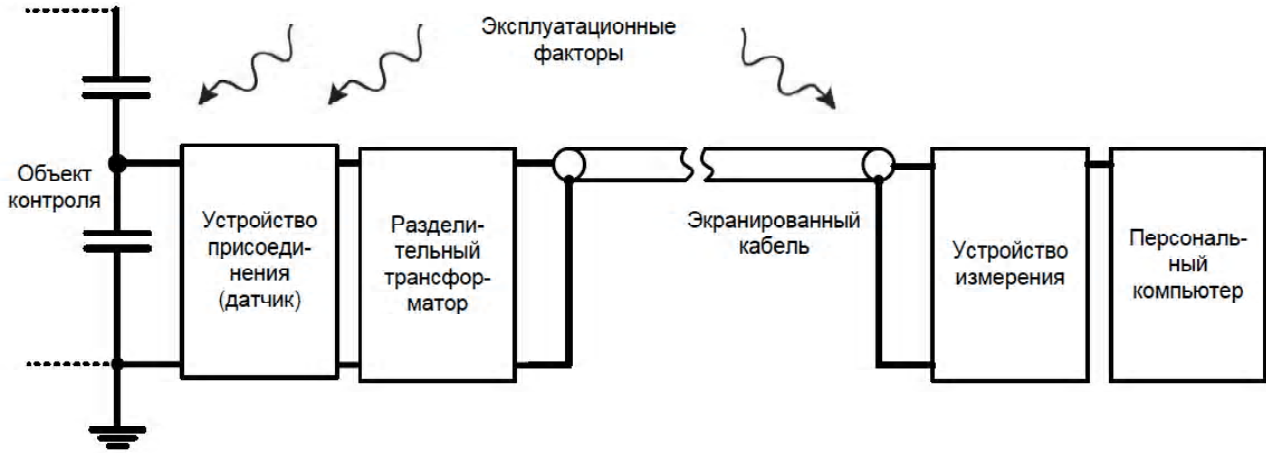 Эксплуатационные
факторы
Объект
контроля
Устройство
присоеди-
нения
(датчик)
Раздели-
тельный
трансфор-
матор
Экранированный
кабель
Устройство
измерения
Персональ-
ный
компьютер